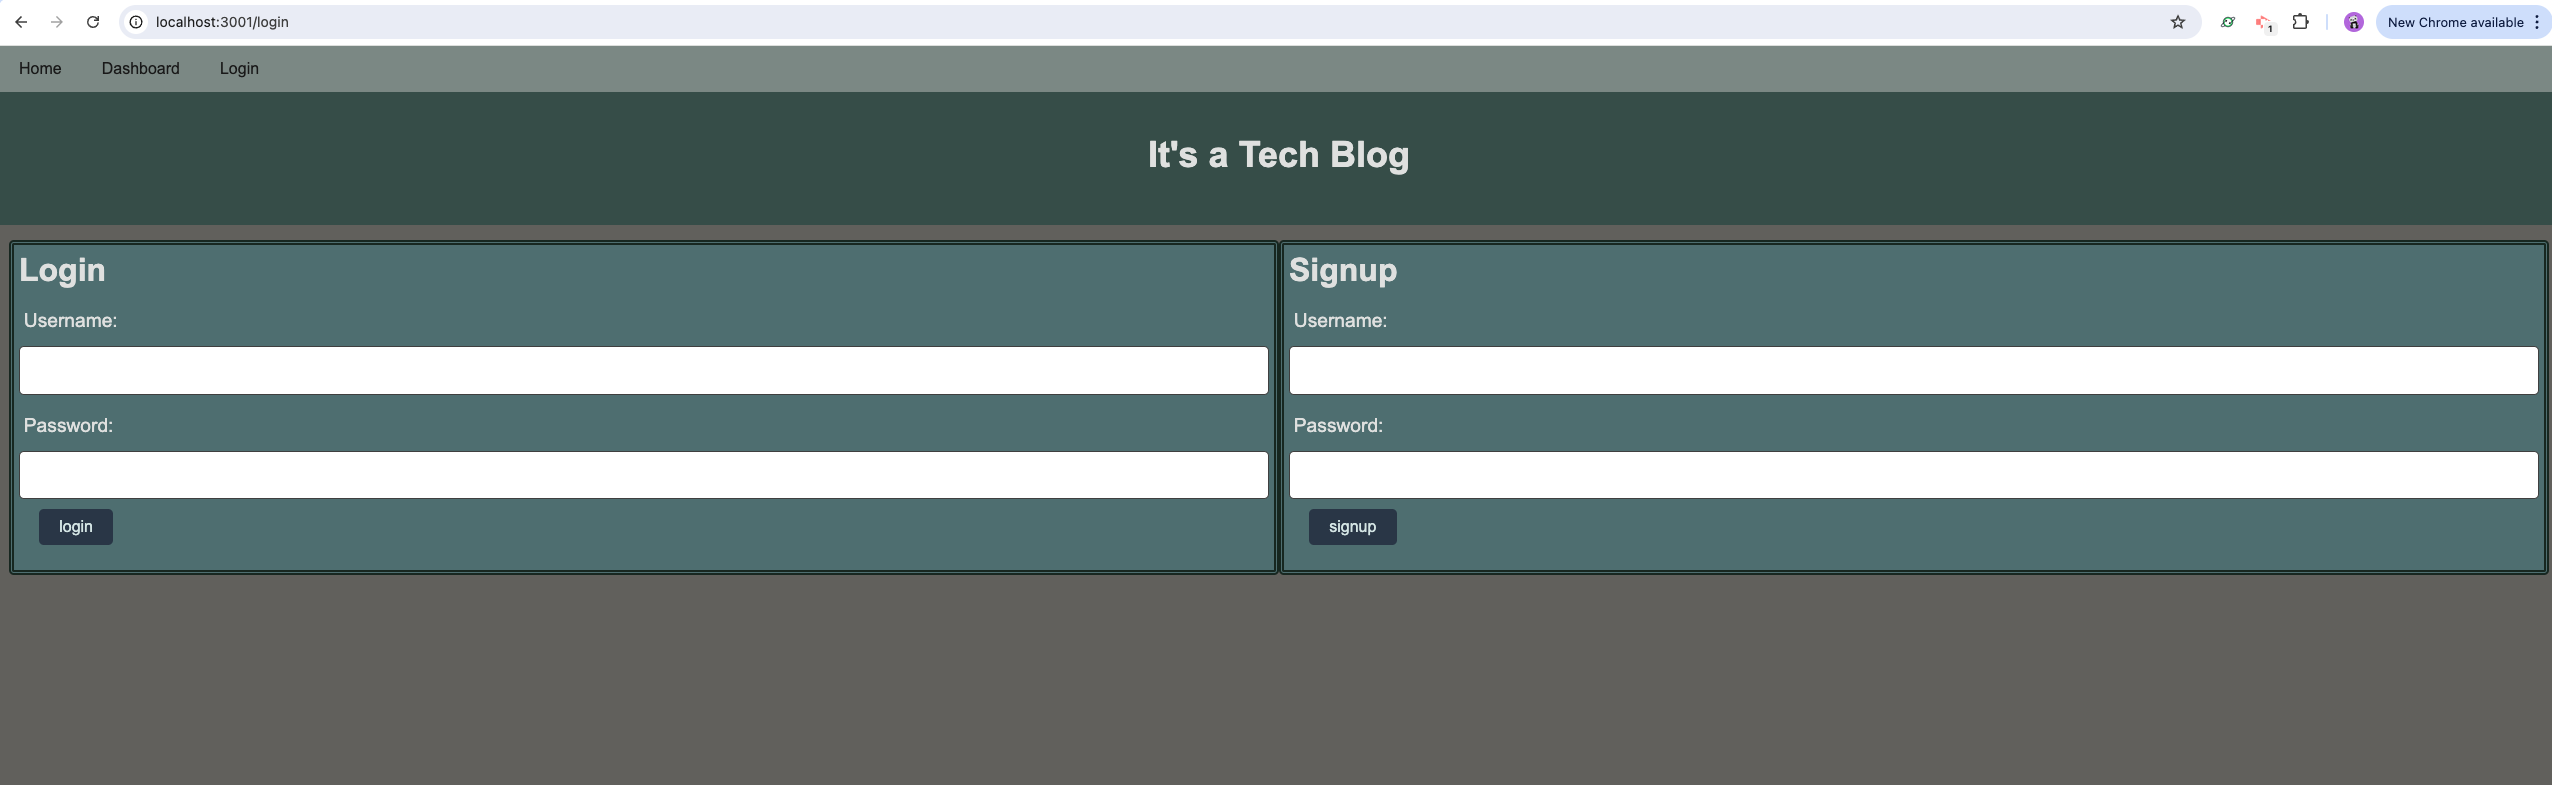 localhost:3001/login
1
New Chrome available
Home Dashboard Login
It's a Tech Blog
Login
Username:
Password:
login
Signup
Username:
Password:
signup